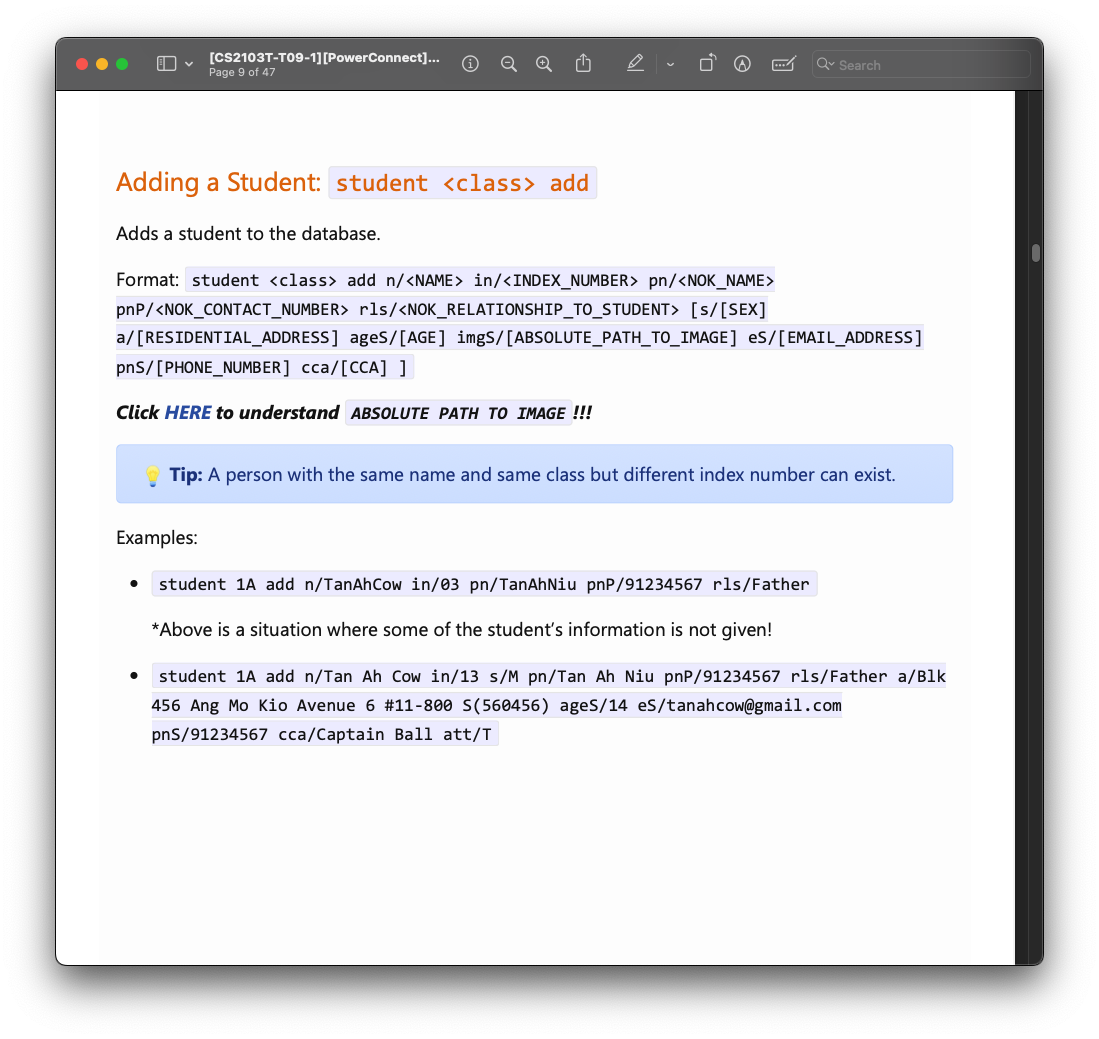 [CS2103T-T09-1][PowerConnect]...
Page 9 of 47
Search
Adding a Student: student <class> add
Adds a student to the database.
Format: student <class> add n/<NAME> in/<INDEX_NUMBER> pn/<NOK_NAME>
pnP/<NOK_CONTACT_NUMBER> rls/<NOK_RELATIONSHIP_TO_STUDENT> [s/[SEX]
a/[RESIDENTIAL_ADDRESS] ageS/[AGE] imgS/[ABSOLUTE_PATH_TO_IMAGE] eS/[EMAIL_ADDRESS]
pnS/[PHONE_NUMBER] cca/[CCA] ]
Click HERE to understand ABSOLUTE PATH TO IMAGE!!!
💡 Tip: A person with the same name and same class but different index number can exist.
Examples:
• student 1A add n/TanAhCow in/03 pn/TanAhNiu pnP/91234567 rls/Father
*Above is a situation where some of the student’s information is not given!
• student 1A add n/Tan Ah Cow in/13 s/M pn/Tan Ah Niu pnP/91234567 rls/Father a/Blk
456 Ang Mo Kio Avenue 6 #11-800 S(560456) ageS/14 eS/tanahcow@gmail.com
pnS/91234567 cca/Captain Ball att/T